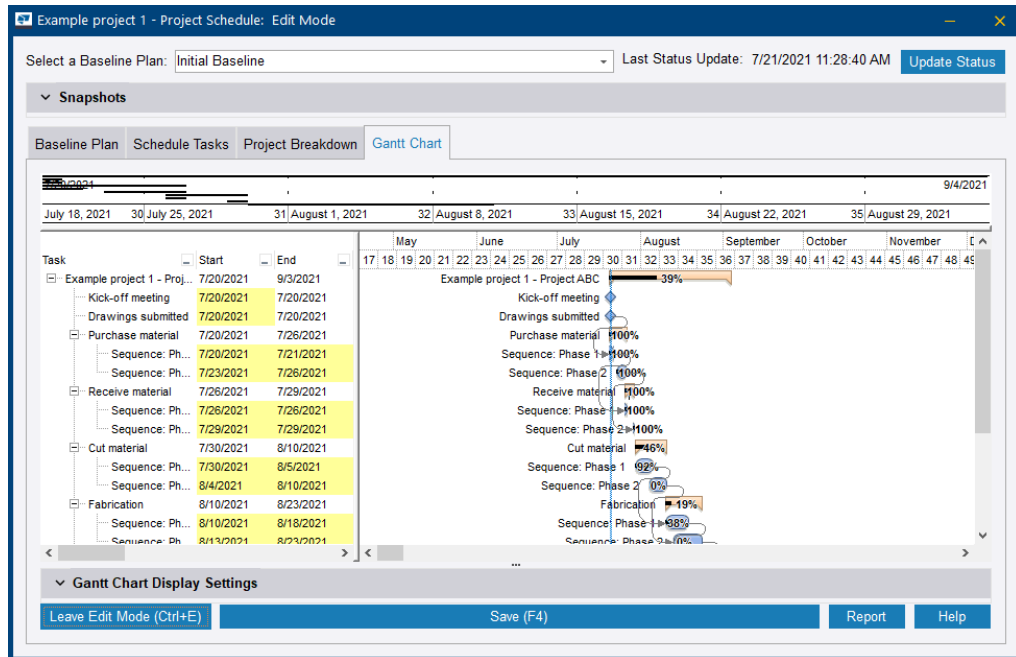 Example project 1 - Project Schedule: Edit Mode
Select a Baseline Plan: Initial Baseline Last Status Update: 7/21/2021 11:28:40 AM Update Status
Snapshots
Baseline Plan Schedule Tasks Project Breakdown Gantt Chart
9/4/2021
July 18, 2021 30 July 25, 2021 31 August 1, 2021 32 August 8, 2021 33 August 15, 2021 34 August 22, 2021 35 August 29, 2021
May June July August September October November D
Task Start End 17 18 19 20 21 22 23 24 25 26 27 28 29 30 31 32 33 34 35 36 37 38 39 40 41 42 43 44 45 46 47 48 49
Example project 1 - Proj... 7/20/2021 9/3/2021 Example project 1 - Project ABC 39%
Kick-off meeting 7/20/2021 7/20/2021 Kick-off meeting
Drawings submitted 7/20/2021 7/20/2021 Drawings submitted
Purchase material 7/20/2021 7/26/2021 Purchase material 100%
Sequence: Ph... 7/20/2021 7/21/2021 Sequence: Phase 1 100%
Sequence: Ph... 7/23/2021 7/26/2021 Sequence: Phase 2 100%
Receive material 7/26/2021 7/29/2021 Receive material 100%
Sequence: Ph... 7/26/2021 7/26/2021 Sequence: Phase 100%
Sequence: Ph... 7/29/2021 7/29/2021 Sequence: Phase 2 100%
Cut material 7/30/2021 8/10/2021 Cut material 46%
Sequence: Ph... 7/30/2021 8/5/2021 Sequence: Phase 1 92%
Sequence: Ph... 8/4/2021 8/10/2021 Sequence: Phase 2 0%
Fabrication 8/10/2021 8/23/2021 Fabrication 19%
Sequence: Ph... 8/10/2021 8/18/2021 Sequence: Phase 1 38%
Sequence: Ph... 8/13/2021 8/23/2021 Sequence: Phase 2 0%
Gantt Chart Display Settings
Leave Edit Mode (Ctrl+E) Save (F4) Report Help